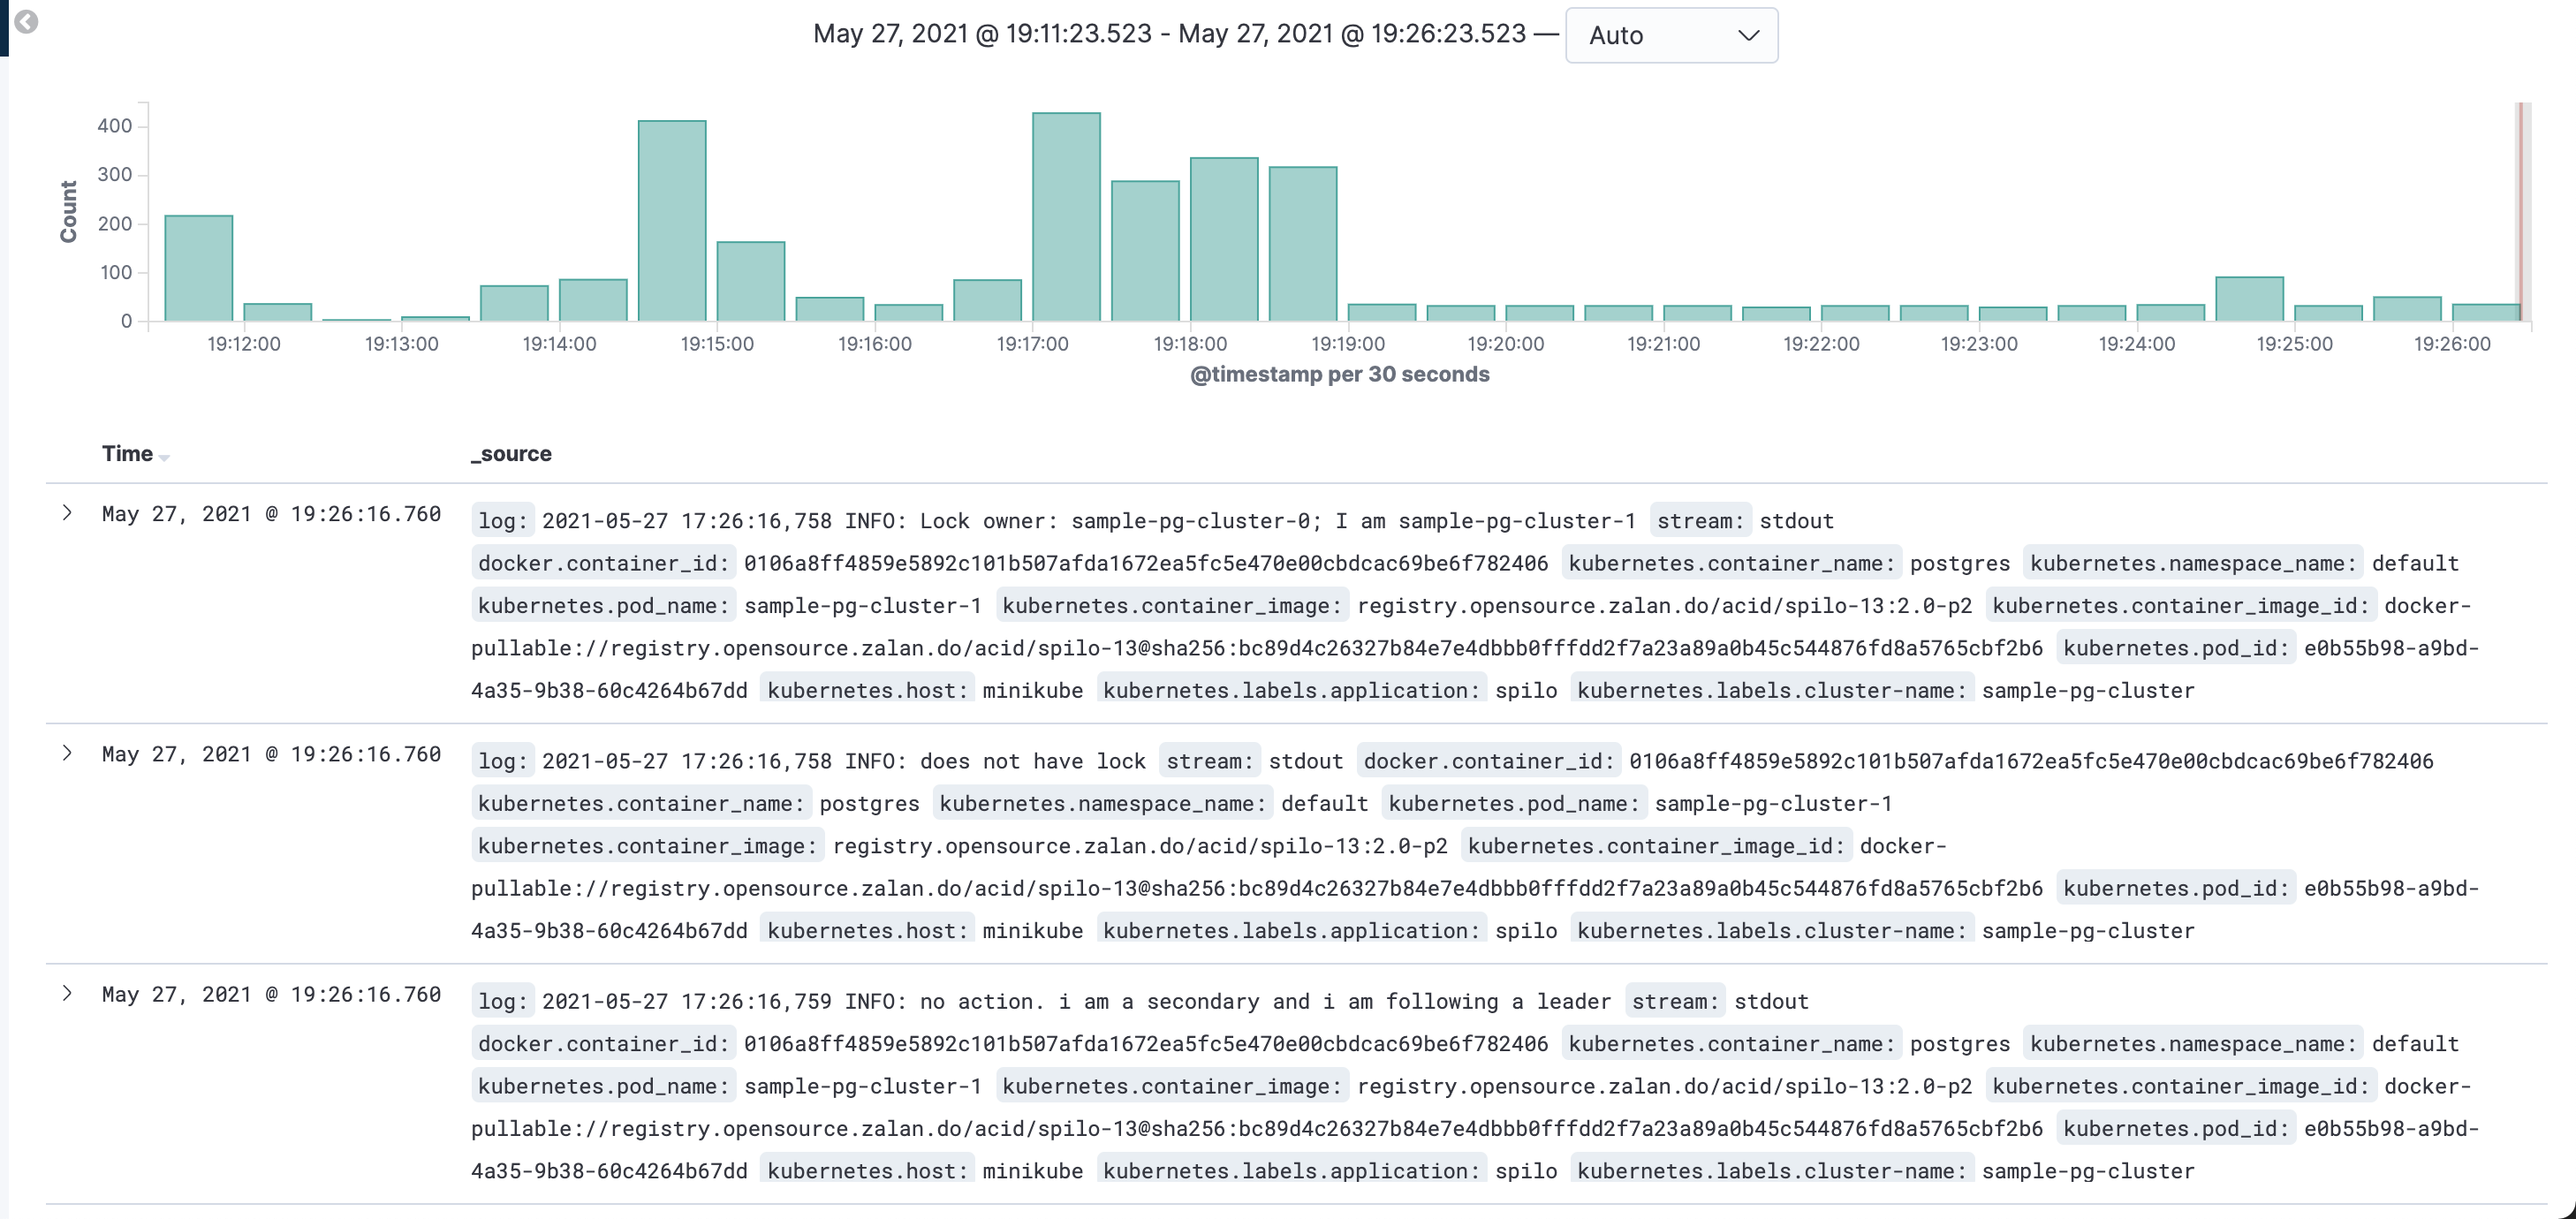 May 27, 2021 @ 19:11:23.523 - May 27, 2021 @ 19:26:23.523 — Auto
400
300
200
100
0
Count
19:12:00 19:13:00 19:14:00 19:15:00 19:16:00 19:17:00 19:18:00 19:19:00 19:20:00 19:21:00 19:22:00 19:23:00 19:24:00 19:25:00 19:26:00
@timestamp per 30 seconds
Time _source
May 27, 2021 @ 19:26:16.760 log: 2021-05-27 17:26:16,758 INFO: Lock owner: sample-pg-cluster-0; I am sample-pg-cluster-1 stream: stdout
docker.container_id: 0106a8ff4859e5892c101b507afda1672ea5fc5e470e00cbdcac69be6f782406 kubernetes.container_name: postgres kubernetes.namespace_name: default
kubernetes.pod_name: sample-pg-cluster-1 kubernetes.container_image: registry.opensource.zalan.do/acid/spilo-13:2.0-p2 kubernetes.container_image_id: docker-
pullable://registry.opensource.zalan.do/acid/spilo-13@sha256:bc89d4c26327b84e7e4dbbb0fffdd2f7a23a89a0b45c544876fd8a5765cbf2b6 kubernetes.pod_id: e0b55b98-a9bd-
4a35-9b38-60c4264b67dd kubernetes.host: minikube kubernetes.labels.application: spilo kubernetes.labels.cluster-name: sample-pg-cluster
May 27, 2021 @ 19:26:16.760 log: 2021-05-27 17:26:16,758 INFO: does not have lock stream: stdout docker.container_id: 0106a8ff4859e5892c101b507afda1672ea5fc5e470e00cbdcac69be6f782406
kubernetes.container_name: postgres kubernetes.namespace_name: default kubernetes.pod_name: sample-pg-cluster-1
kubernetes.container_image: registry.opensource.zalan.do/acid/spilo-13:2.0-p2 kubernetes.container_image_id: docker-
pullable://registry.opensource.zalan.do/acid/spilo-13@sha256:bc89d4c26327b84e7e4dbbb0fffdd2f7a23a89a0b45c544876fd8a5765cbf2b6 kubernetes.pod_id: e0b55b98-a9bd-
4a35-9b38-60c4264b67dd kubernetes.host: minikube kubernetes.labels.application: spilo kubernetes.labels.cluster-name: sample-pg-cluster
May 27, 2021 @ 19:26:16.760 log: 2021-05-27 17:26:16,759 INFO: no action. i am a secondary and i am following a leader stream: stdout
docker.container_id: 0106a8ff4859e5892c101b507afda1672ea5fc5e470e00cbdcac69be6f782406 kubernetes.container_name: postgres kubernetes.namespace_name: default
kubernetes.pod_name: sample-pg-cluster-1 kubernetes.container_image: registry.opensource.zalan.do/acid/spilo-13:2.0-p2 kubernetes.container_image_id: docker-
pullable://registry.opensource.zalan.do/acid/spilo-13@sha256:bc89d4c26327b84e7e4dbbb0fffdd2f7a23a89a0b45c544876fd8a5765cbf2b6 kubernetes.pod_id: e0b55b98-a9bd-
4a35-9b38-60c4264b67dd kubernetes.host: minikube kubernetes.labels.application: spilo kubernetes.labels.cluster-name: sample-pg-cluster